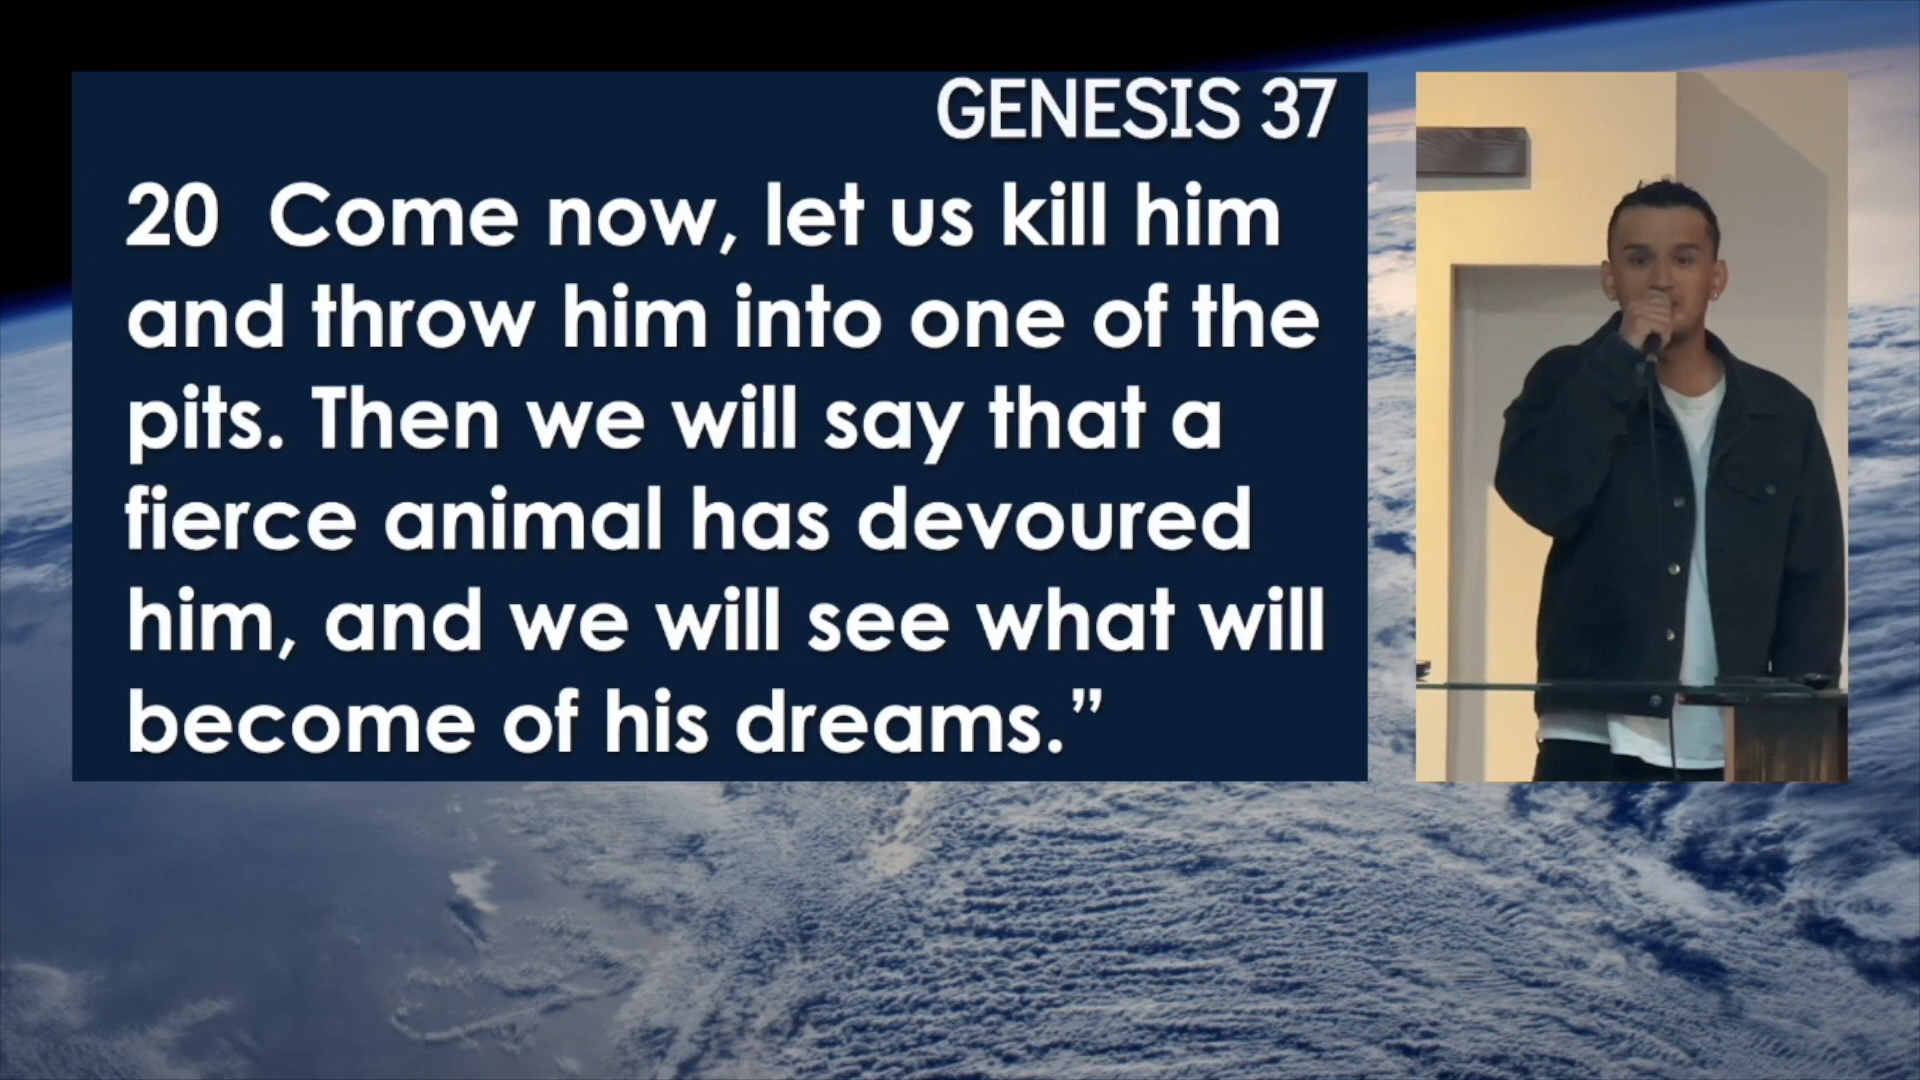 GENESIS 37
20 Come now, let us kill him
and throw him into one of the
pits. Then we will say that a
fierce animal has devoured
him, and we will see what will
become of his dreams.”